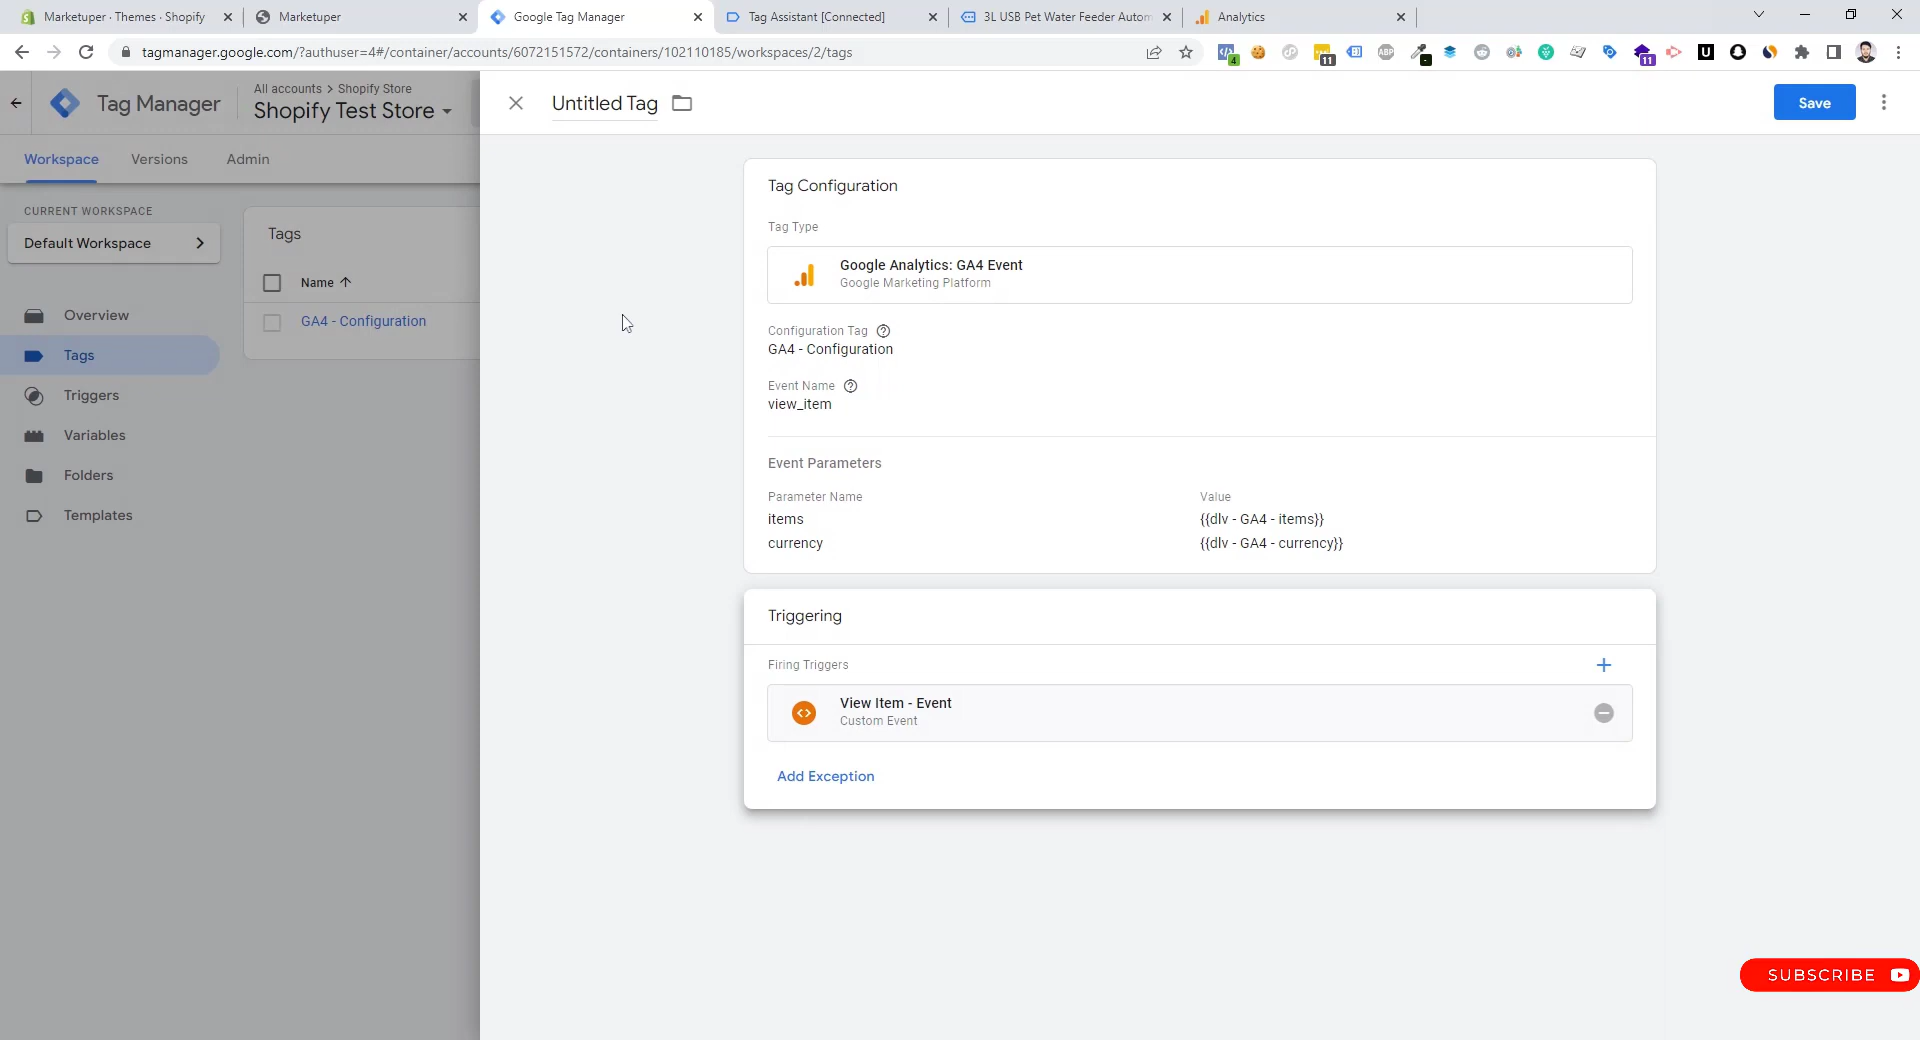 Marketuper · Themes · Shopify
Marketuper
Google Tag Manager
Tag Assistant [Connected]
3L USB Pet Water Feeder Autom
Analytics
tagmanager.google.com/?authuser=4#/container/accounts/6072151572/containers/102110185/workspaces/2/tags
4
11
ABP
11
U
Tag Manager
All accounts > Shopify Store
Shopify Test Store
Untitled Tag
Save
Workspace
Versions
Admin
CURRENT WORKSPACE
Default Workspace
Overview
Tags
Triggers
Variables
Folders
Templates
Tags
Name
GA4 - Configuration
Tag Configuration
Tag Type
Google Analytics: GA4 Event
Google Marketing Platform
Configuration Tag
GA4 - Configuration
Event Name
view_item
Event Parameters
Parameter Name
Value
items
{{dlv - GA4 - items}}
currency
{{dlv - GA4 - currency}}
Triggering
Firing Triggers
View Item - Event
Custom Event
Add Exception
SUBSCRIBE